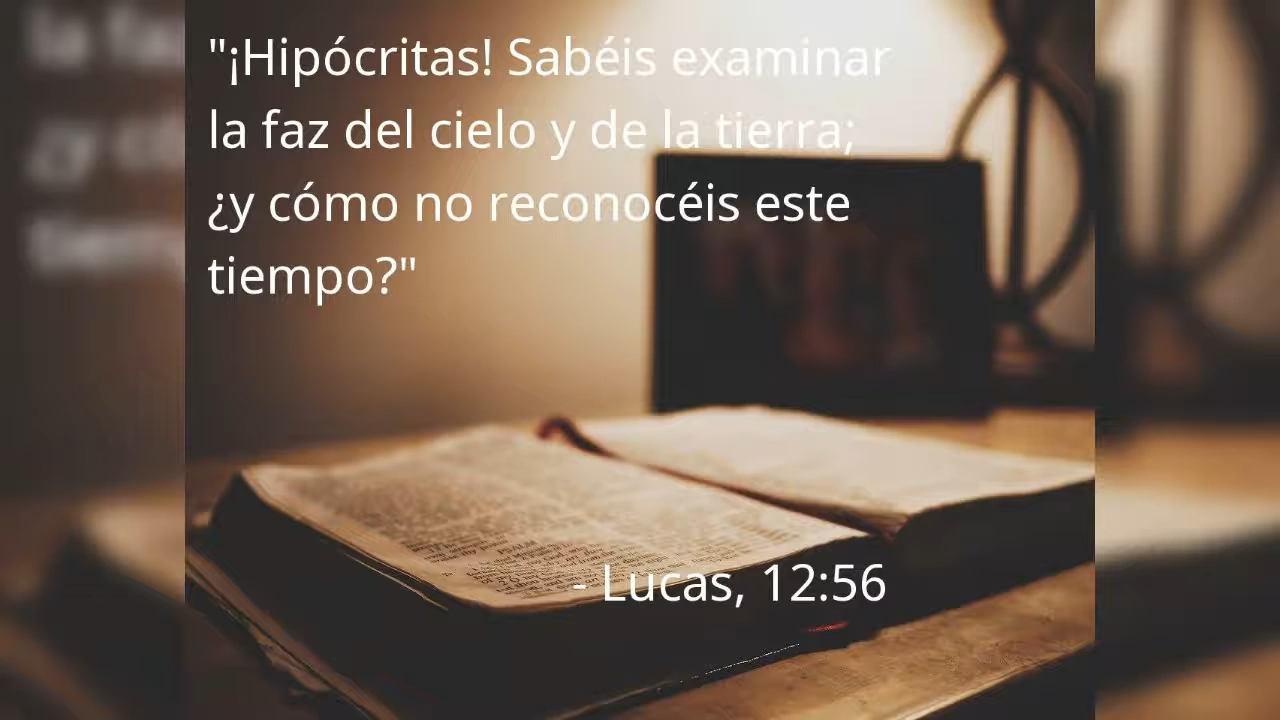 "¡Hipócritas! Sabéis examinar
la faz del cielo y de la tierra;
¿y cómo no reconocéis este
tiempo?"
- Lucas, 12:56